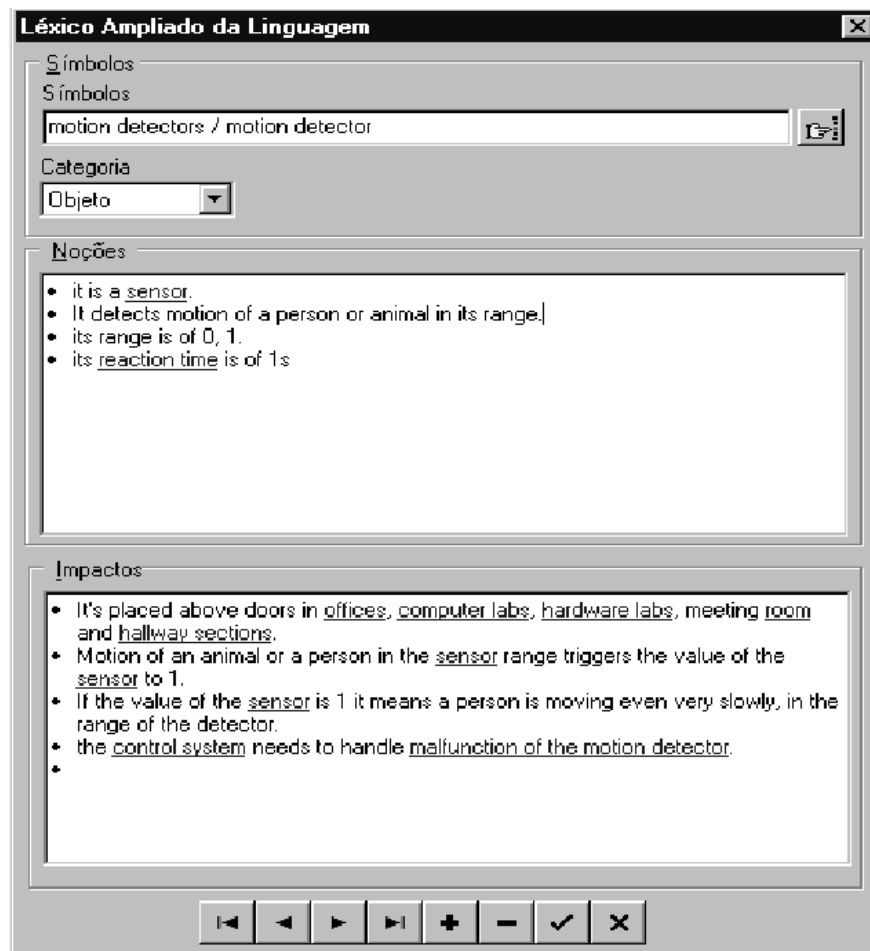 Léxico Ampliado da Linguagem
Símbolos
Símbolos
motion detectors / motion detector
Categoria
Objeto
Noções
• it is a sensor.
• It detects motion of a person or animal in its range.
• its range is of 0, 1.
• its reaction time is of 1s
Impactos
• It's placed above doors in offices, computer labs, hardware labs, meeting room
and hallway sections.
• Motion of an animal or a person in the sensor range triggers the value of the
sensor to 1.
• If the value of the sensor is 1 it means a person is moving even very slowly, in the
range of the detector.
• the control system needs to handle malfunction of the motion detector.
•